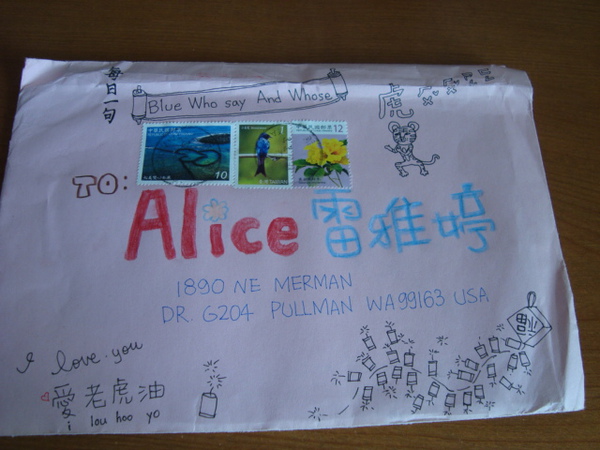 每日一句
Blue Who say And Whose
虎
10
12
TO:
Alice 雷雅婷
1890 NE MERMAN
DR. G204 PULLMAN WA99163 USA
I love you
愛老虎油
i lou hoo yo